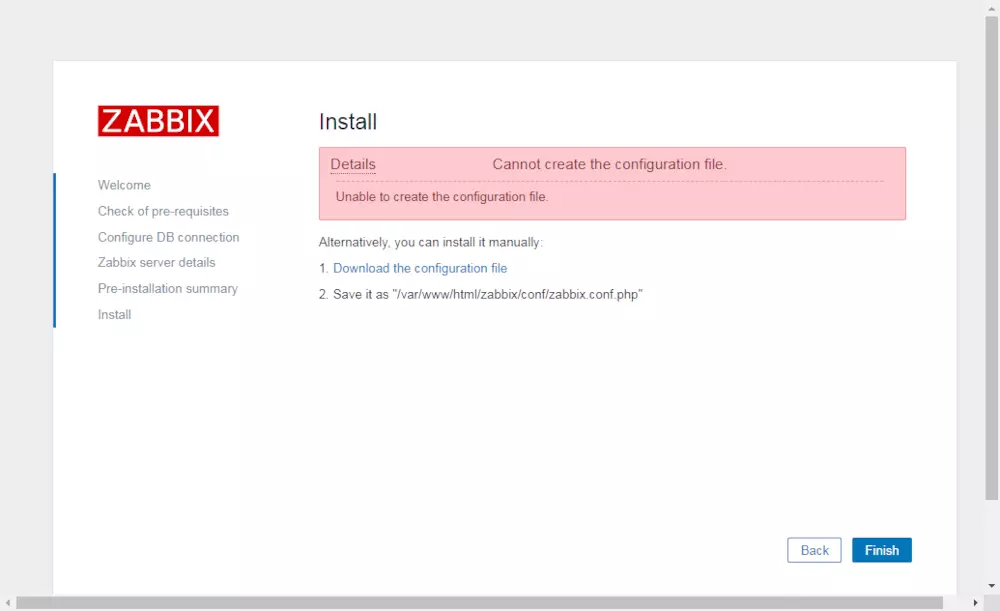 ZABBIX
Welcome
Check of pre-requisites
Configure DB connection
Zabbix server details
Pre-installation summary
Install
Install
Details Cannot create the configuration file.
Unable to create the configuration file.
Alternatively, you can install it manually:
1. Download the configuration file
2. Save it as "/var/www/html/zabbix/conf/zabbix.conf.php"
Back Finish